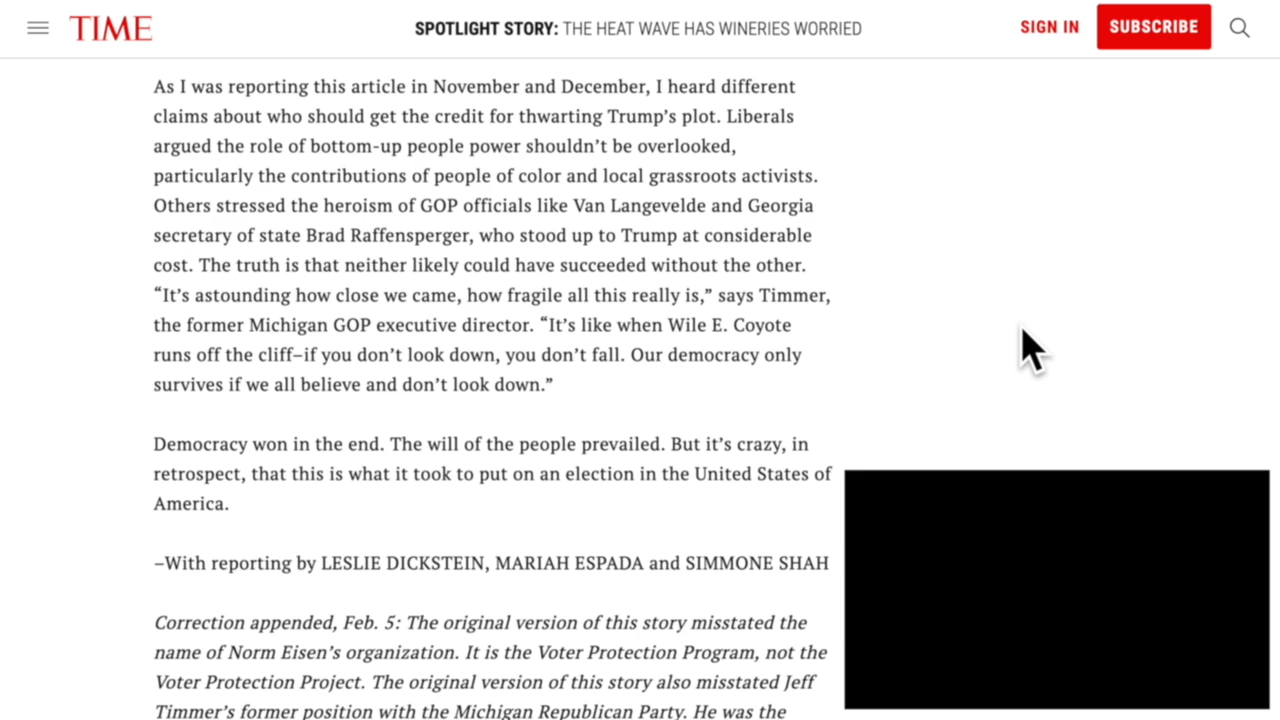 TIME
SPOTLIGHT STORY: THE HEAT WAVE HAS WINERIES WORRIED
SIGN IN
SUBSCRIBE
As I was reporting this article in November and December, I heard different
claims about who should get the credit for thwarting Trump’s plot. Liberals
argued the role of bottom-up people power shouldn’t be overlooked,
particularly the contributions of people of color and local grassroots activists.
Others stressed the heroism of GOP officials like Van Langevelde and Georgia
secretary of state Brad Raffensperger, who stood up to Trump at considerable
cost. The truth is that neither likely could have succeeded without the other.
“It’s astounding how close we came, how fragile all this really is,” says Timmer,
the former Michigan GOP executive director. “It’s like when Wile E. Coyote
runs off the cliff–if you don’t look down, you don’t fall. Our democracy only
survives if we all believe and don’t look down.”
Democracy won in the end. The will of the people prevailed. But it’s crazy, in
retrospect, that this is what it took to put on an election in the United States of
America.
–With reporting by LESLIE DICKSTEIN, MARIAH ESPADA and SIMMONE SHAH
Correction appended, Feb. 5: The original version of this story misstated the
name of Norm Eisen’s organization. It is the Voter Protection Program, not the
Voter Protection Project. The original version of this story also misstated Jeff
Timmer’s former position with the Michigan Republican Party. He was the